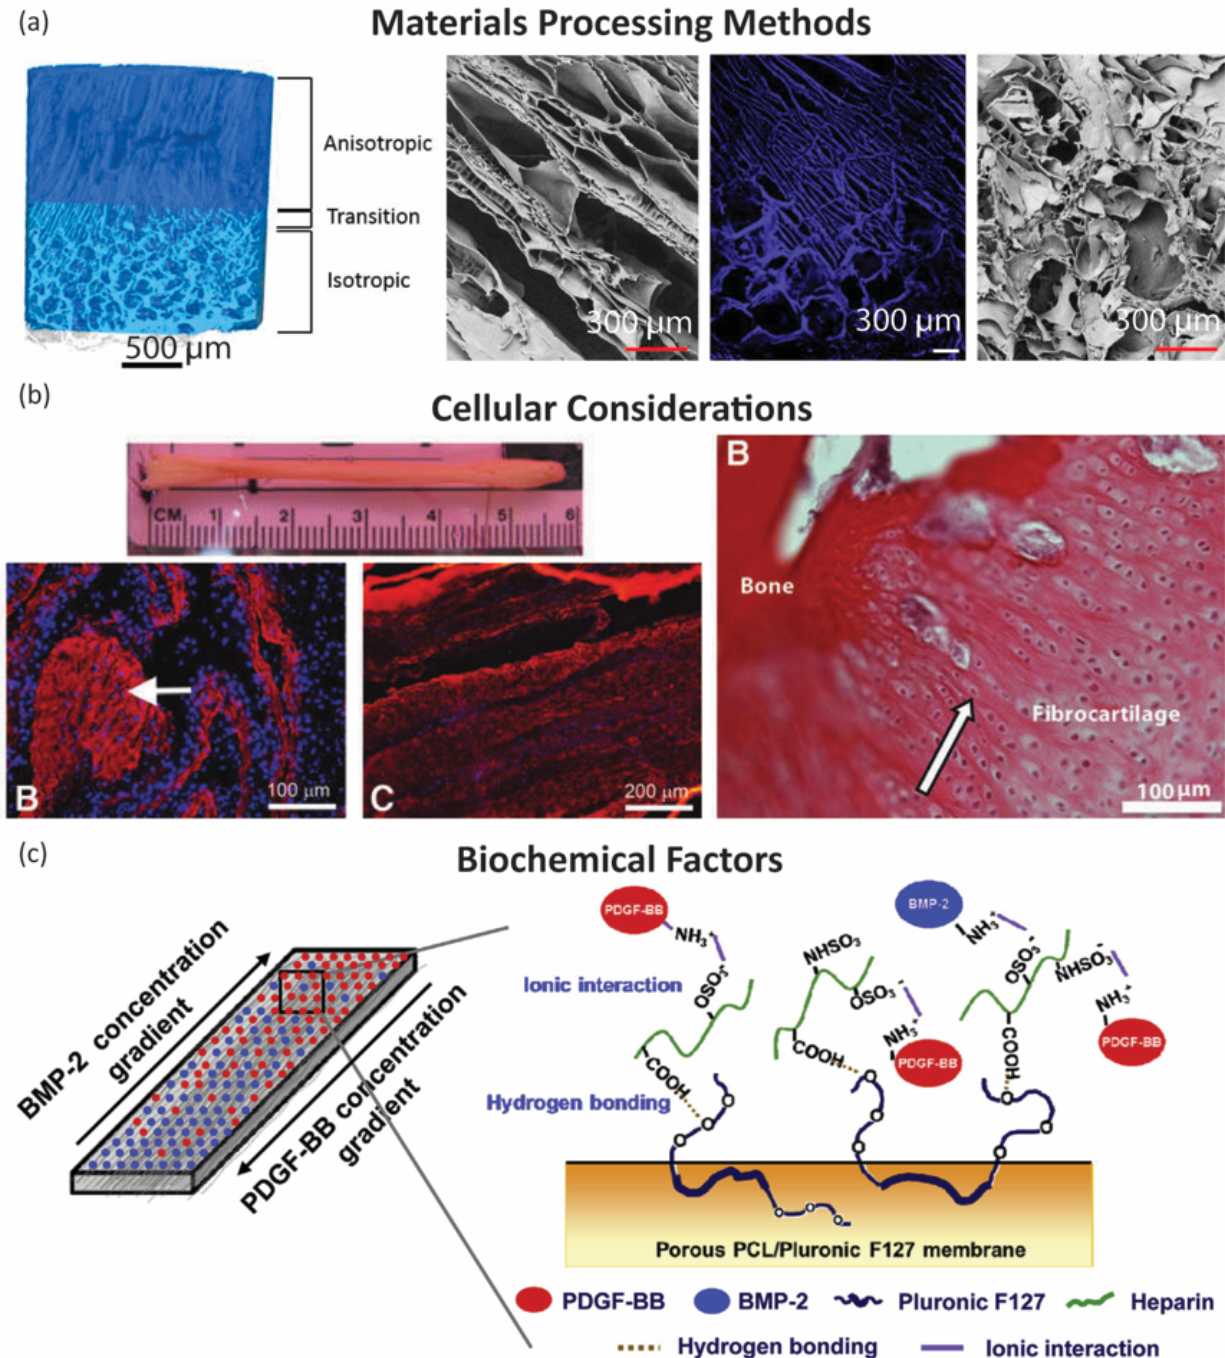 (a)
Materials Processing Methods
Anisotropic
Transition
Isotropic
500 µm
300 µm
300 µm
300 µm
(b)
Cellular Considerations
CM 1 2 3 4 5 6
B
100 µm
C
200 µm
B
Bone
Fibrocartilage
100 µm
(c)
Biochemical Factors
BMP-2 concentration
gradient
PDGF-BB concentration
gradient
PDGF-BB
NH3+
OSO3-
Ionic interaction
COOH
Hydrogen bonding
O
O
O
O
O
O
NHSO3
OSO3-
NH3+
PDGF-BB
COOH
O
O
O
BMP-2
NH3+
OSO3-
NHSO3-
NH3+
PDGF-BB
COOH
O
O
O
Porous PCL/Pluronic F127 membrane
PDGF-BB BMP-2 Pluronic F127 Heparin
Hydrogen bonding Ionic interaction